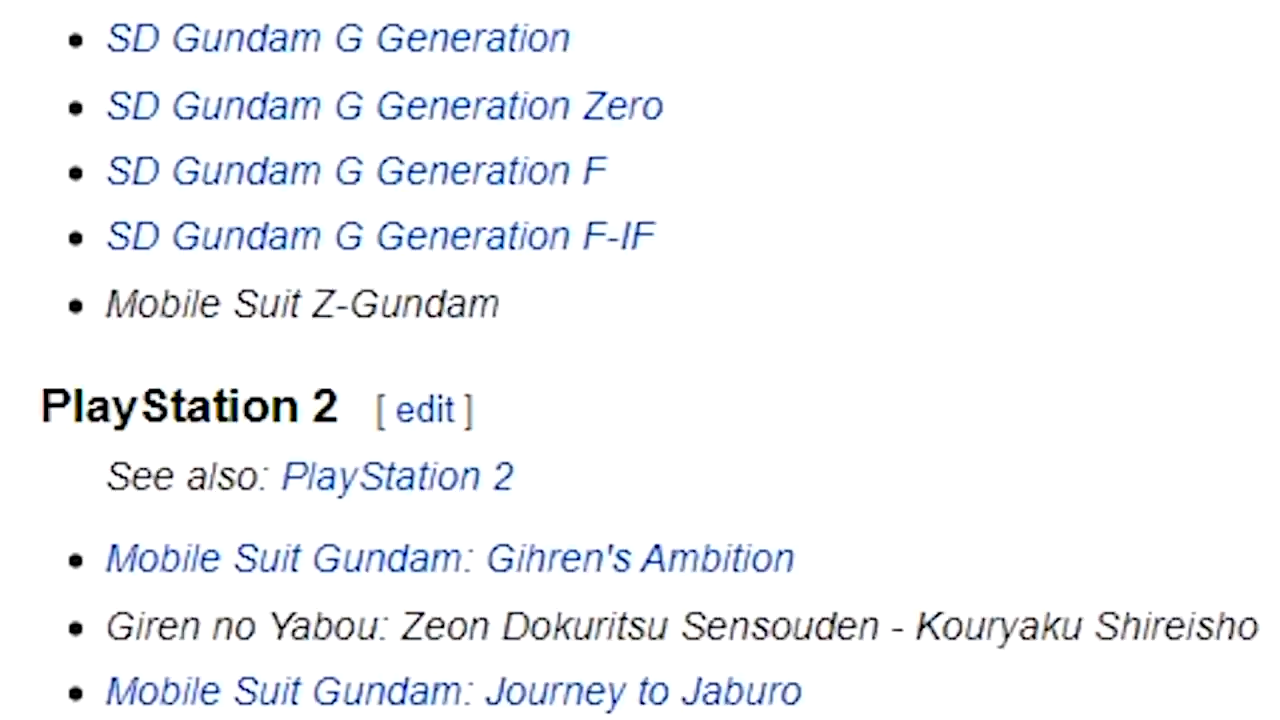 SD Gundam G Generation
SD Gundam G Generation Zero
SD Gundam G Generation F
SD Gundam G Generation F-IF
Mobile Suit Z-Gundam
PlayStation 2 [ edit ]
See also: PlayStation 2
Mobile Suit Gundam: Gihren's Ambition
Giren no Yabou: Zeon Dokuritsu Sensouden - Kouryaku Shireisho
Mobile Suit Gundam: Journey to Jaburo